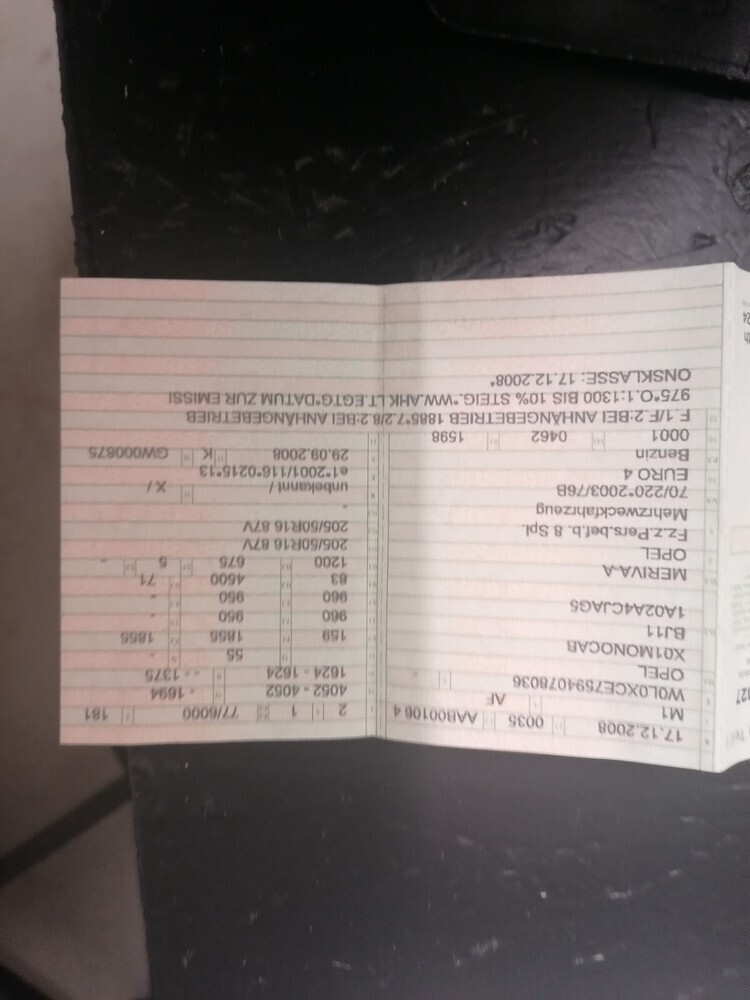 17.12.2008 0035 AAB00106 4
M1 AF
W0L0XCE7594078036 -
OPEL
X01MONOCAB
BJ11
1A02A4CJAG5
MERIVA-A
OPEL
Fz.z.Pers.bef.b. 8 Spl.
Mehrzweckfahrzeug
70/220*2003/76B
EURO 4
Benzin
0001 0462 1598
2 1 77/6000 181
4052 - 4052 - 1694
1624 - 1624 - - 1375
55
159 1855 1855
960 950 -
960 950 -
83 4500 71
1200 675 5 -
205/50R16 87V
205/50R16 87V
-
unbekannt / X /
e1*2001/116*0215*13
29.09.2008 K GW000875
F.1/F.2:BEI ANHÄNGEBETRIEB 1885*7.2/8.2:BEI ANHÄNGEBETRIEB
975*O.1:1300 BIS 10% STEIG.*WW.AHK LT.EGTG*DATUM ZUR EMISSI
ONSKLASSE: 17.12.2008*